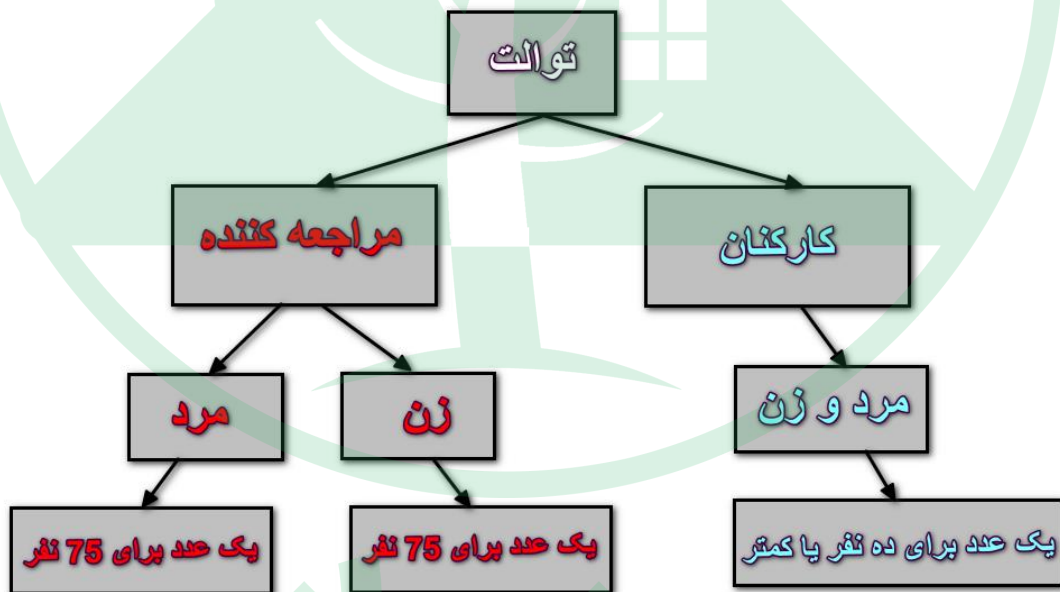 توالت
کارکنان
مراجعه کننده
مرد و زن
زن
مرد
یک عدد برای ده نفر یا کمتر
یک عدد برای 75 نفر
یک عدد برای 75 نفر